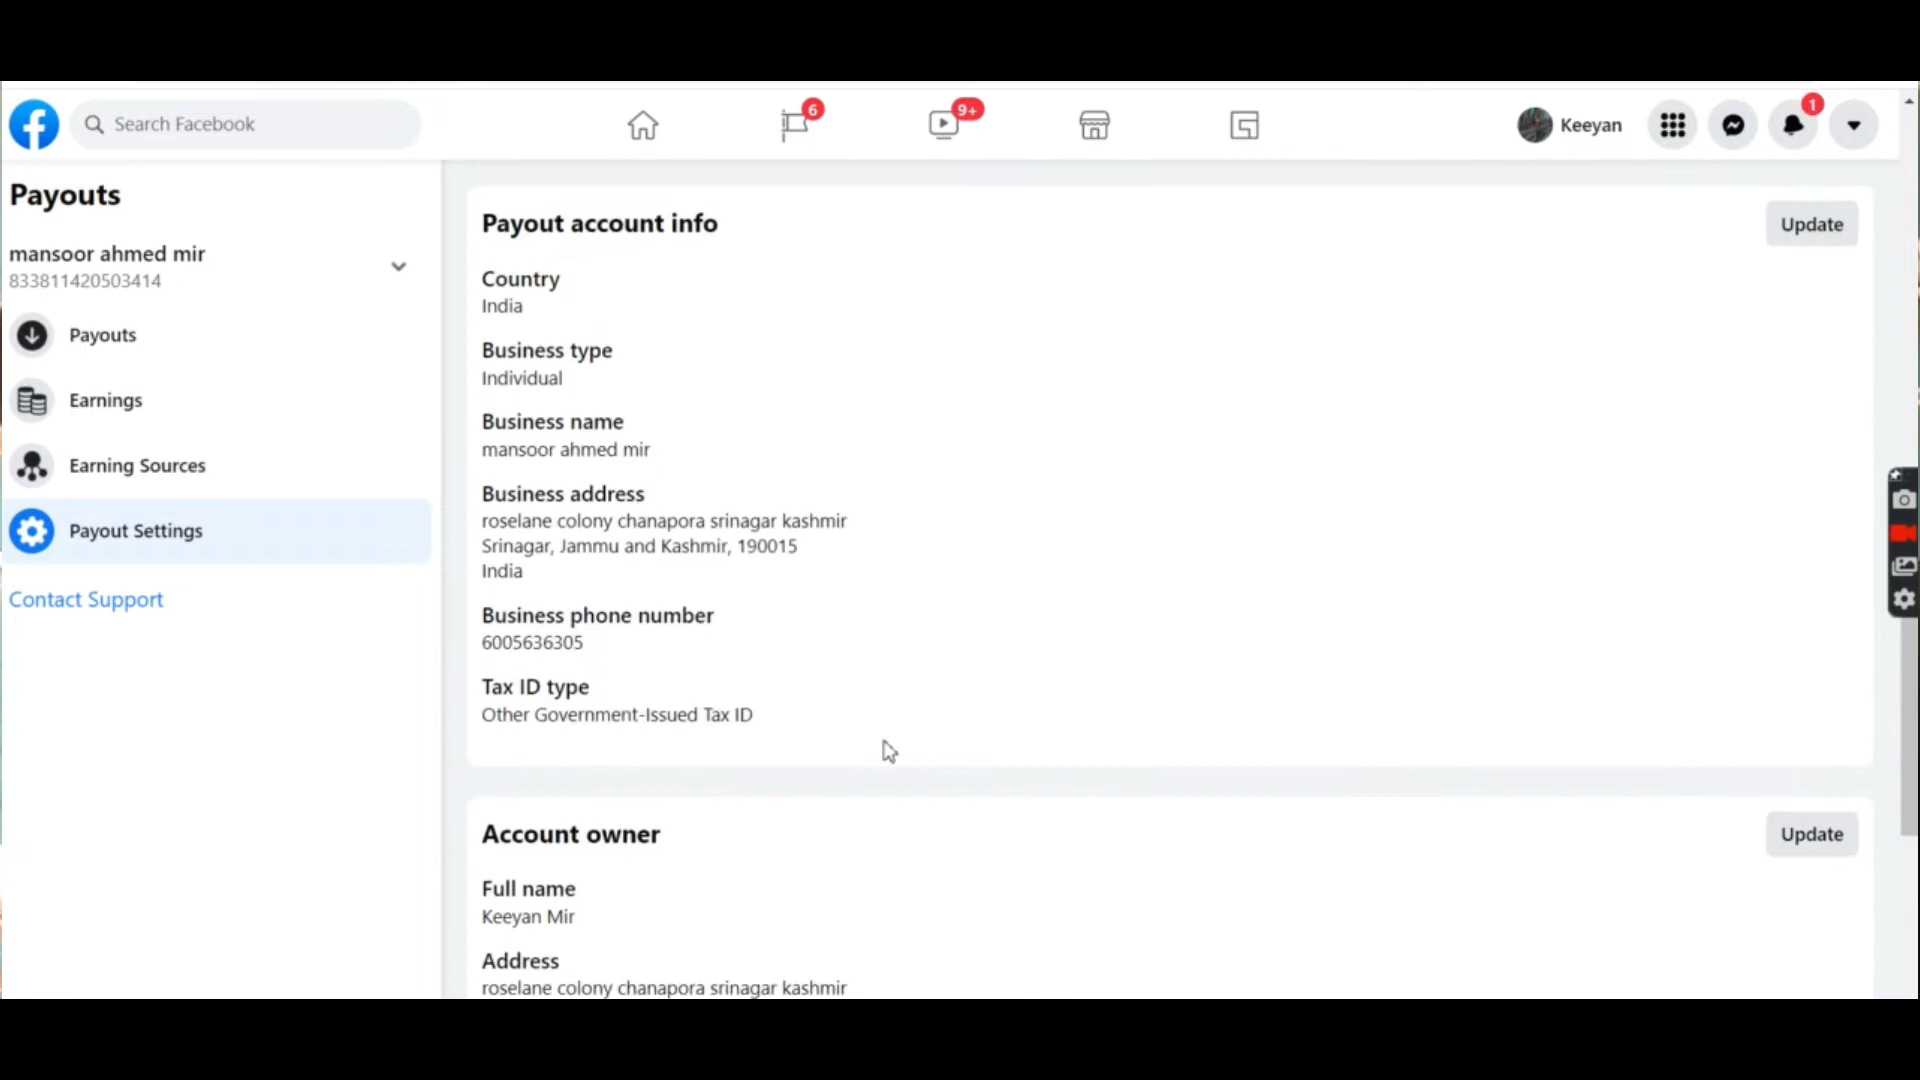 Search Facebook
6
9+
Keeyan
1
Payouts
mansoor ahmed mir
833811420503414
Payouts
Earnings
Earning Sources
Payout Settings
Contact Support
Payout account info
Update
Country
India
Business type
Individual
Business name
mansoor ahmed mir
Business address
roselane colony chanapora srinagar kashmir
Srinagar, Jammu and Kashmir, 190015
India
Business phone number
6005636305
Tax ID type
Other Government-Issued Tax ID
Account owner
Update
Full name
Keeyan Mir
Address
roselane colony chanapora srinagar kashmir